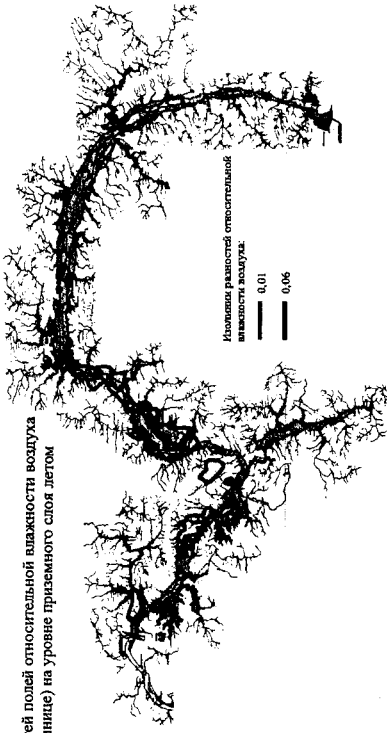 ей полей относительной влажности воздуха
нице) на уровне приземного слоя летом
Изолинии разностей относительной
влажности воздуха:
0,01
0,06